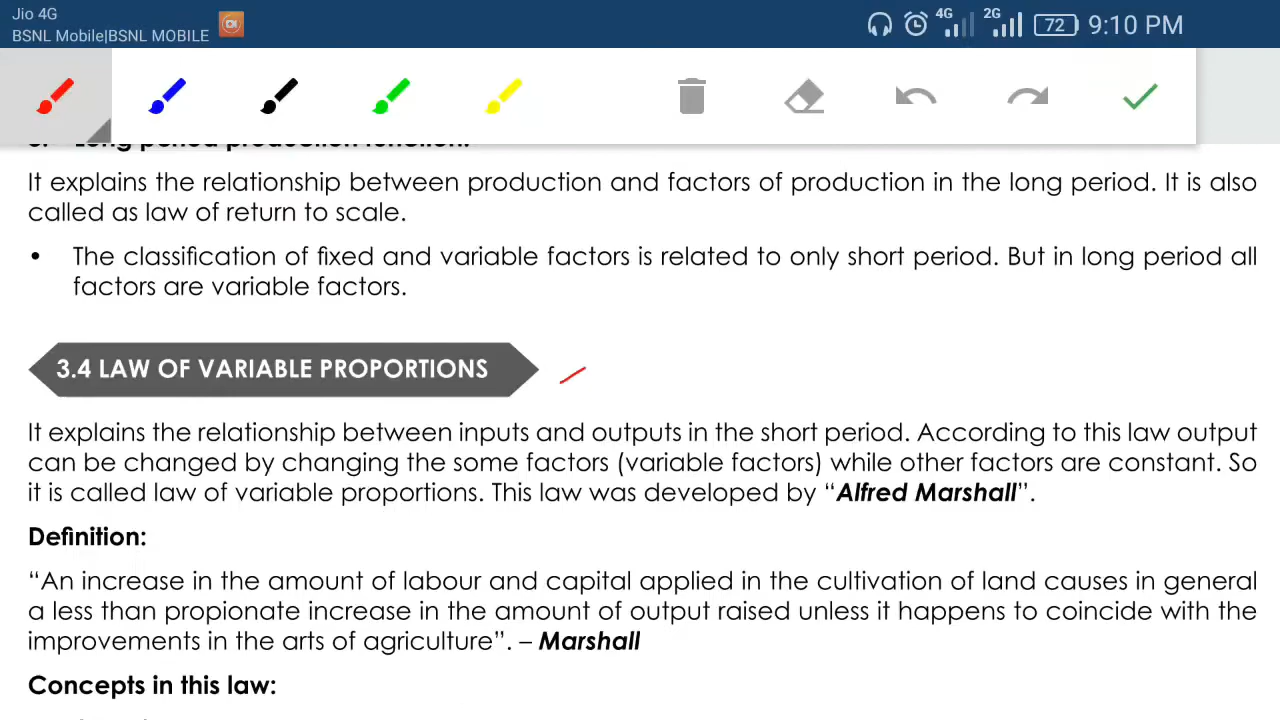 Jio 4G
BSNL Mobile|BSNL MOBILE
4G 2G 72 9:10 PM
Long period production function:
It explains the relationship between production and factors of production in the long period. It is also
called as law of return to scale.
• The classification of fixed and variable factors is related to only short period. But in long period all
factors are variable factors.
3.4 LAW OF VARIABLE PROPORTIONS
It explains the relationship between inputs and outputs in the short period. According to this law output
can be changed by changing the some factors (variable factors) while other factors are constant. So
it is called law of variable proportions. This law was developed by “Alfred Marshall”.
Definition:
“An increase in the amount of labour and capital applied in the cultivation of land causes in general
a less than propionate increase in the amount of output raised unless it happens to coincide with the
improvements in the arts of agriculture”. – Marshall
Concepts in this law: